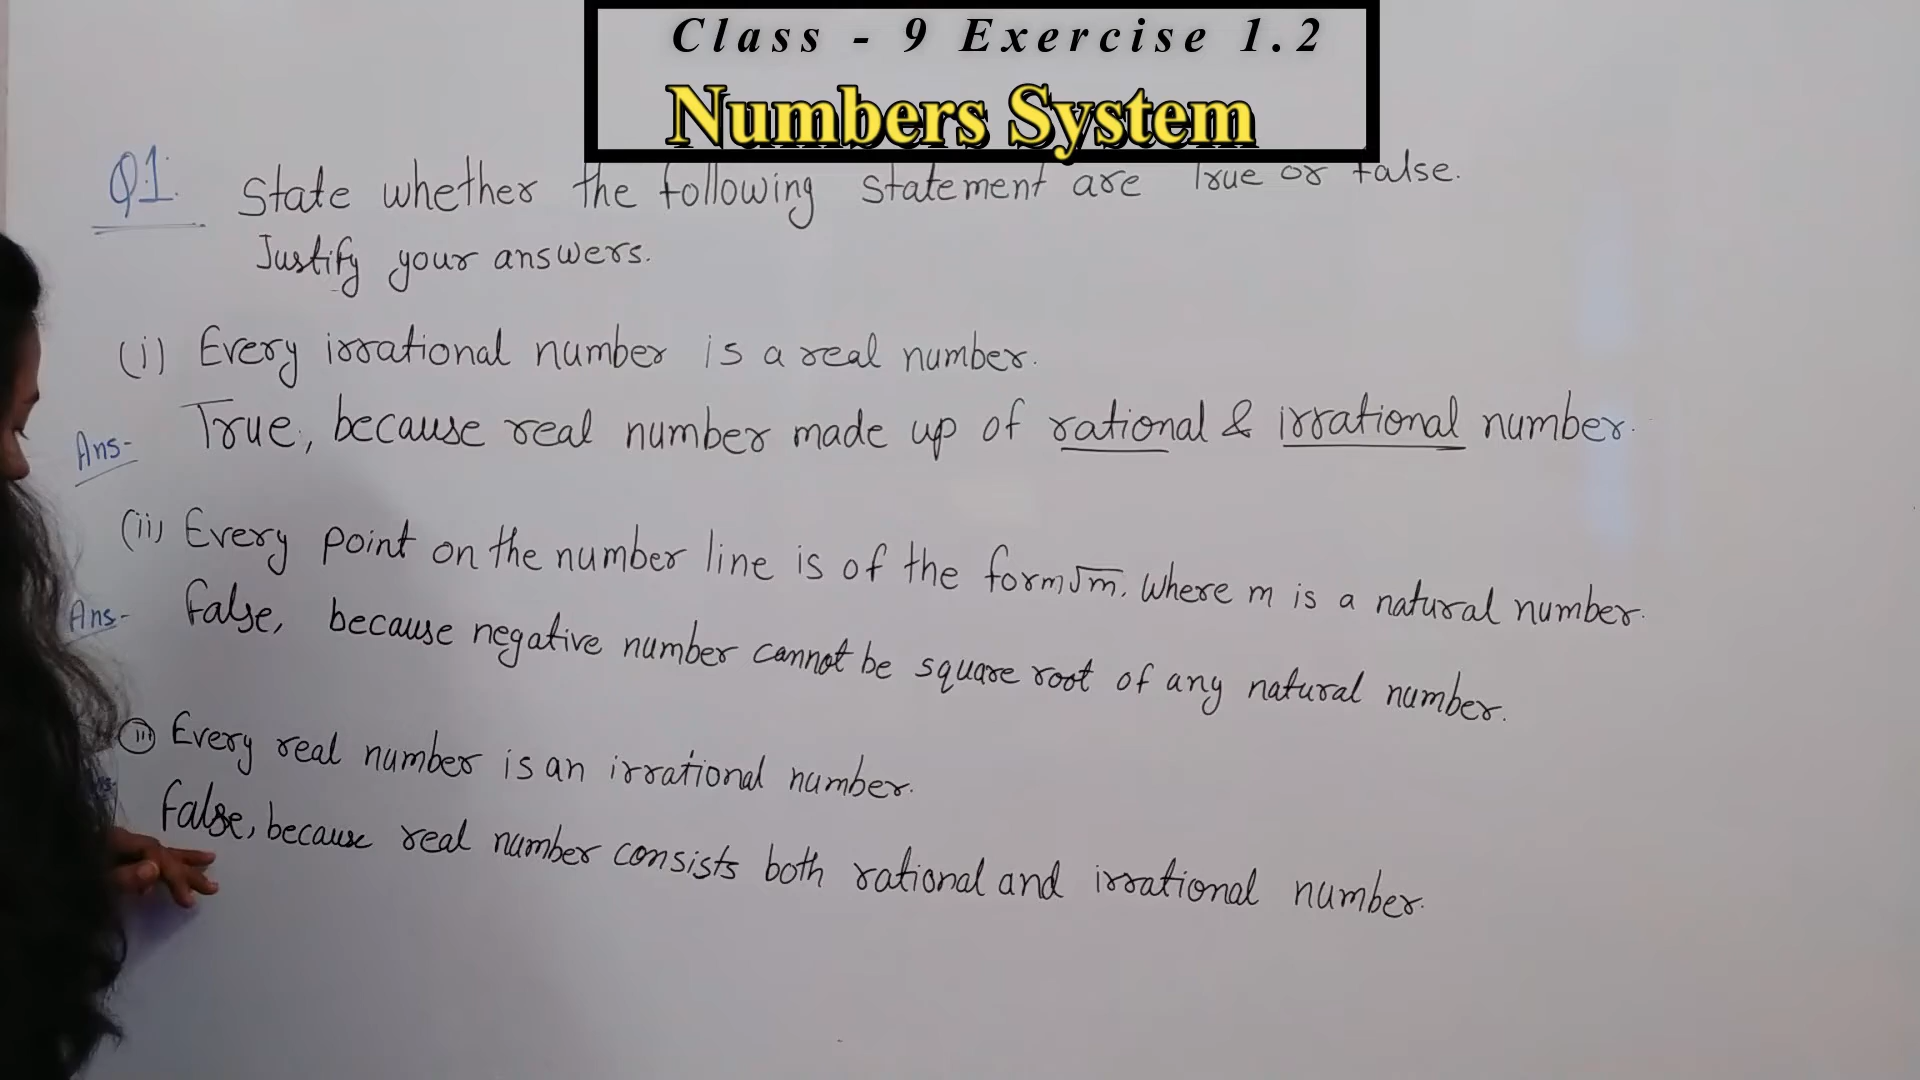 Class - 9 Exercise 1.2
Numbers System
Q1. State whether the following statement are True or false.
Justify your answers.
(i) Every irrational number is a real number.
Ans- True, because real number made up of rational & irrational number.
(ii) Every point on the number line is of the form √m. Where m is a natural number.
Ans- false, because negative number cannot be square root of any natural number.
(iii) Every real number is an irrational number.
false, because real number consists both rational and irrational number.